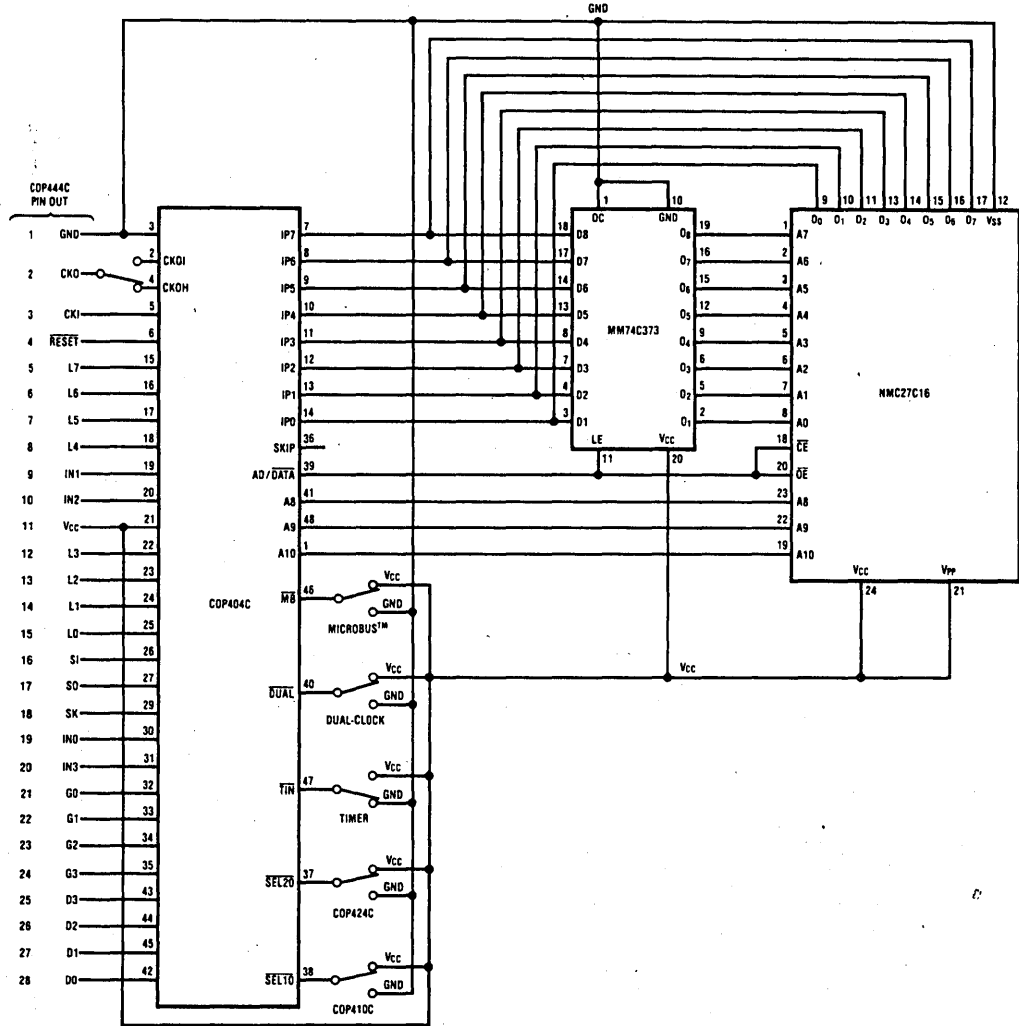 GND
COP444C
PIN OUT
1 GND 3
2 CKO
2 CKOI
4 CKOH
3 CKI 5
4 RESET 6
5 L7 15
6 L6 16
7 L5 17
8 L4 18
9 IN1 19
10 IN2 20
11 VCC 21
12 L3 22
13 L2 23
14 L1 24
15 L0 25
16 SI 26
17 SO 27
18 SK 29
19 IN0 30
20 IN3 31
21 G0 32
22 G1 33
23 G2 34
24 G3 35
25 D3 43
26 D2 44
27 D1 45
28 D0 42
COP404C
IP7 7
IP6 8
IP5 9
IP4 10
IP3 11
IP2 12
IP1 13
IP0 14
SKIP 36
AD/DATA 39
A8 41
A9 48
A10 1
MB 46
VCC
GND
MICROBUS™
DUAL 40
VCC
GND
DUAL-CLOCK
TIN 47
VCC
GND
TIMER
SEL20 37
VCC
GND
COP424C
SEL10 38
VCC
GND
COP410C
1 10
OC GND
18 D8 O8 19
17 D7 O7 16
14 D6 O6 15
13 D5 O5 12
8 D4 O4 9
7 D3 O3 6
4 D2 O2 5
3 D1 O1 2
MM74C373
LE VCC
11 20
9 10 11 13 14 15 16 17 12
O0 O1 O2 O3 O4 O5 O6 O7 VSS
1 A7
2 A6
3 A5
4 A4
5 A3
6 A2
7 A1
8 A0
18 CE
20 OE
23 A8
22 A9
19 A10
NMC27C16
VCC VPP
24 21
VCC